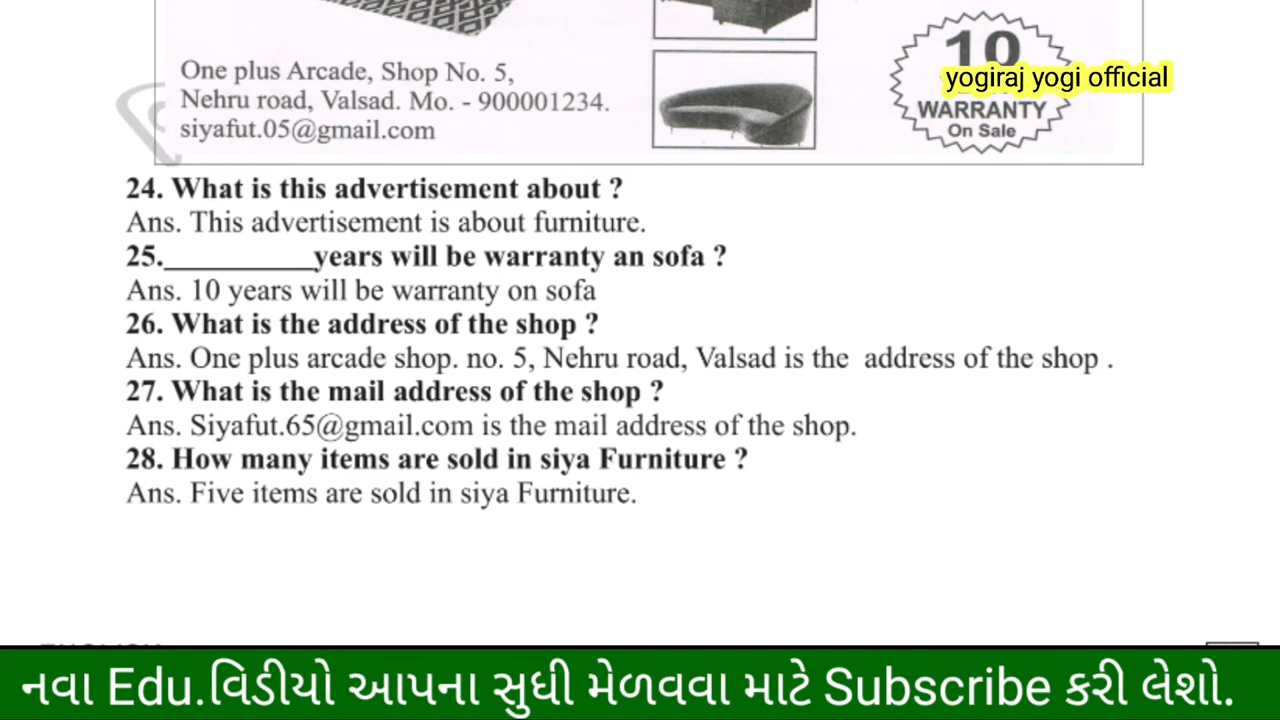 One plus Arcade, Shop No. 5,
Nehru road, Valsad. Mo. - 900001234.
siyafut.05@gmail.com
10
yogiraj yogi official
WARRANTY
On Sale
24. What is this advertisement about ?
Ans. This advertisement is about furniture.
25.__________years will be warranty an sofa ?
Ans. 10 years will be warranty on sofa
26. What is the address of the shop ?
Ans. One plus arcade shop. no. 5, Nehru road, Valsad is the address of the shop .
27. What is the mail address of the shop ?
Ans. Siyafut.65@gmail.com is the mail address of the shop.
28. How many items are sold in siya Furniture ?
Ans. Five items are sold in siya Furniture.
નવા Edu.વિડીયો આપના સુધી મેળવવા માટે Subscribe કરી લેશો.